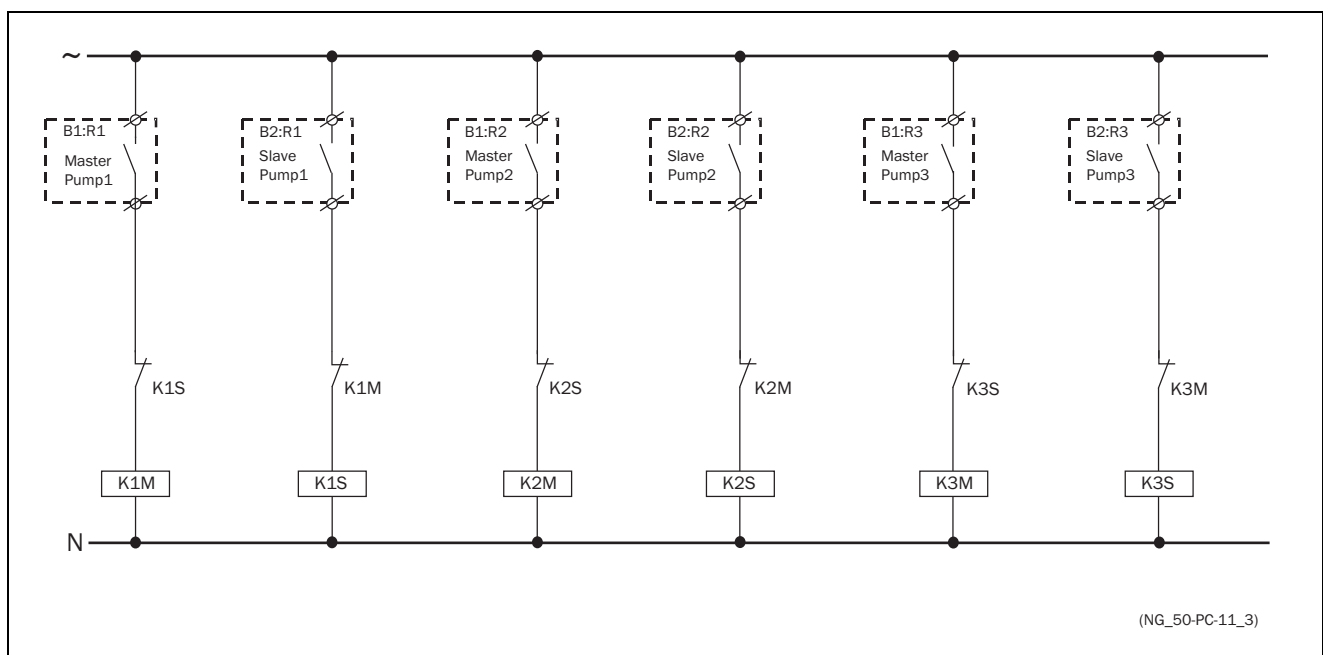 ~
B1:R1
Master
Pump1
B2:R1
Slave
Pump1
B1:R2
Master
Pump2
B2:R2
Slave
Pump2
B1:R3
Master
Pump3
B2:R3
Slave
Pump3
K1S
K1M
K2S
K2M
K3S
K3M
K1M
K1S
K2M
K2S
K3M
K3S
N
(NG_50-PC-11_3)